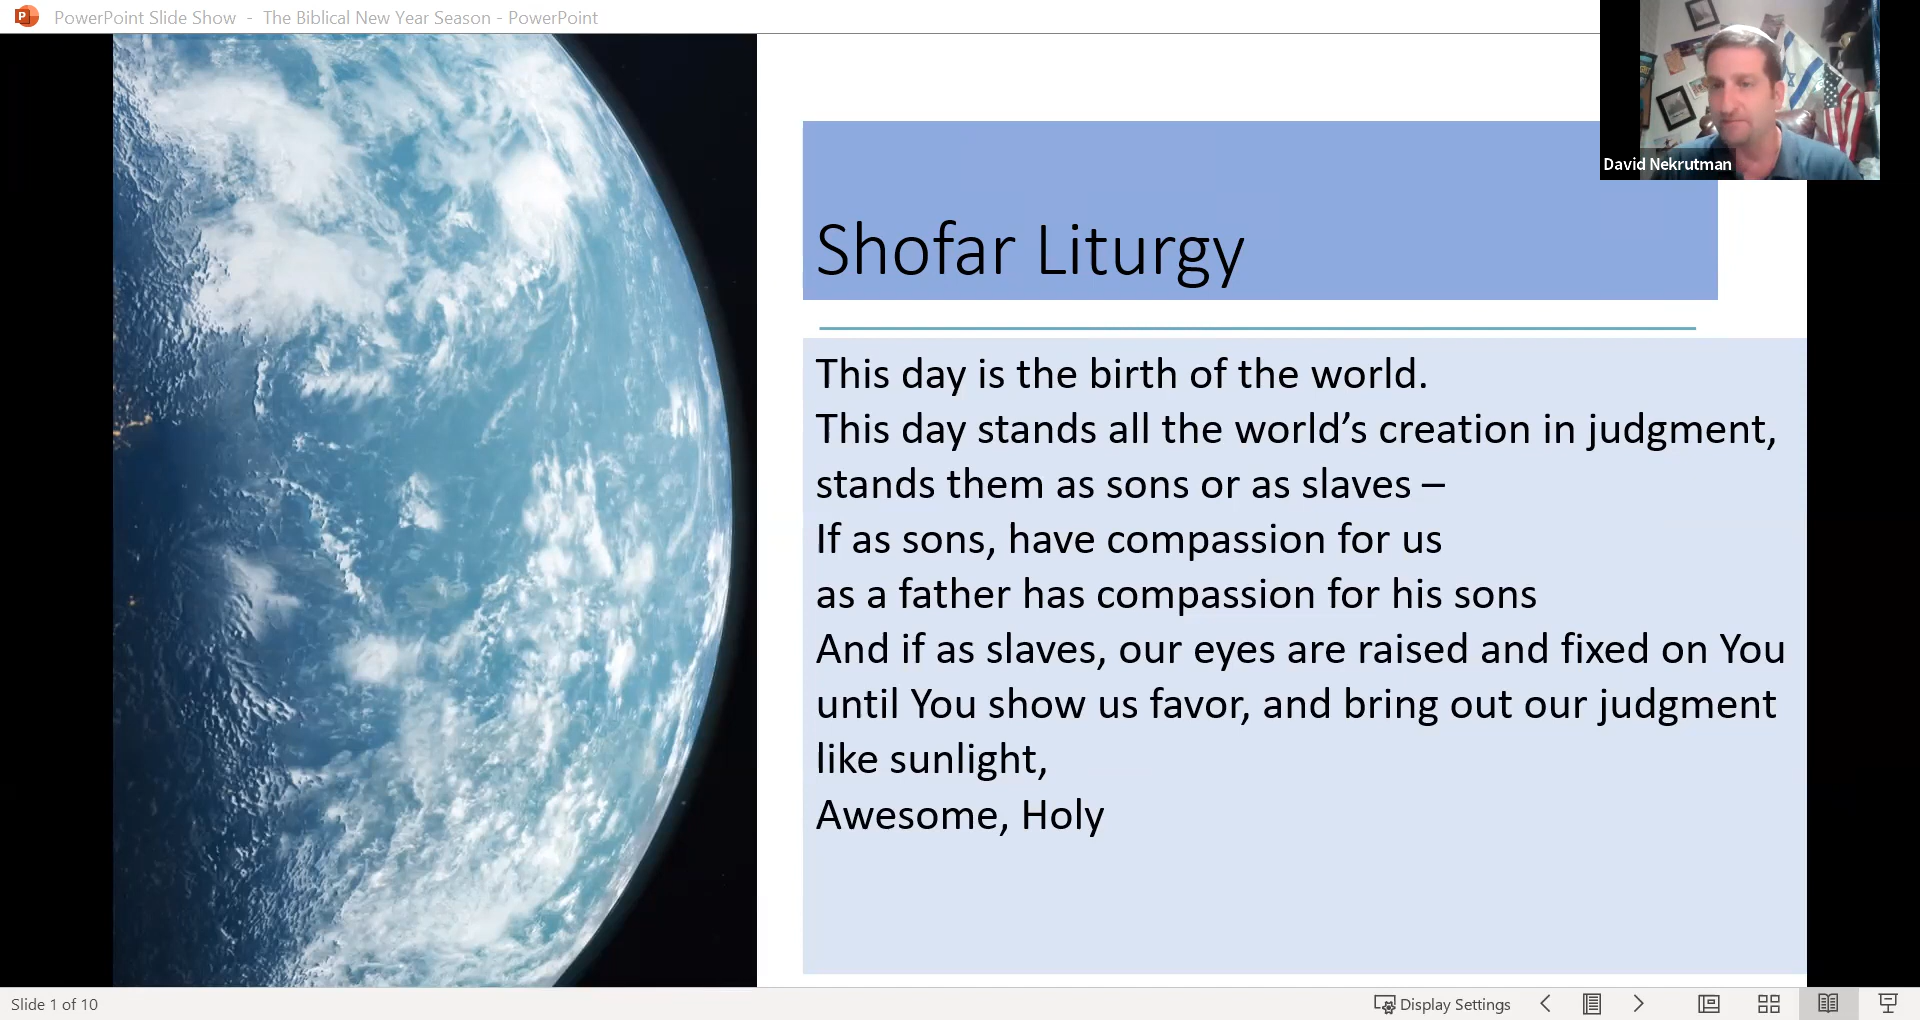 PowerPoint Slide Show - The Biblical New Year Season - PowerPoint
David Nekrutman
Shofar Liturgy
This day is the birth of the world.
This day stands all the world’s creation in judgment,
stands them as sons or as slaves –
If as sons, have compassion for us
as a father has compassion for his sons
And if as slaves, our eyes are raised and fixed on You
until You show us favor, and bring out our judgment
like sunlight,
Awesome, Holy
Slide 1 of 10
Display Settings